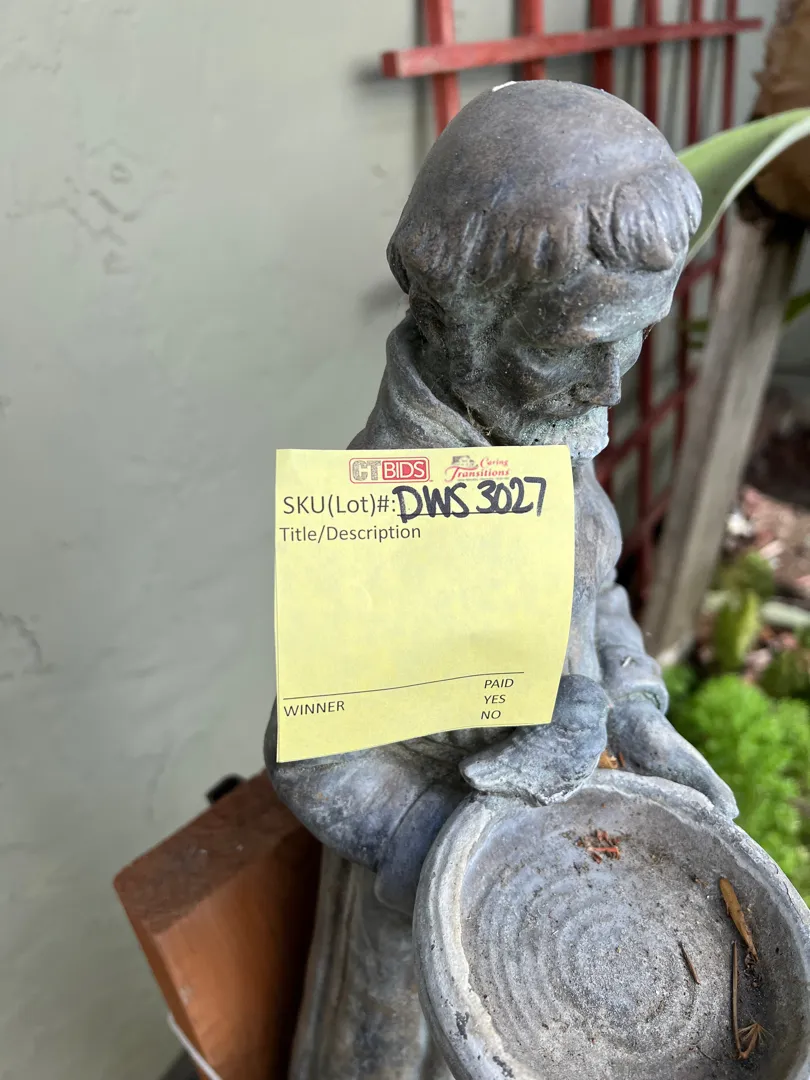 CTBIDS
Caring
Transitions
SKU(Lot)#: DWS 3027
Title/Description
WINNER
PAID
YES
NO